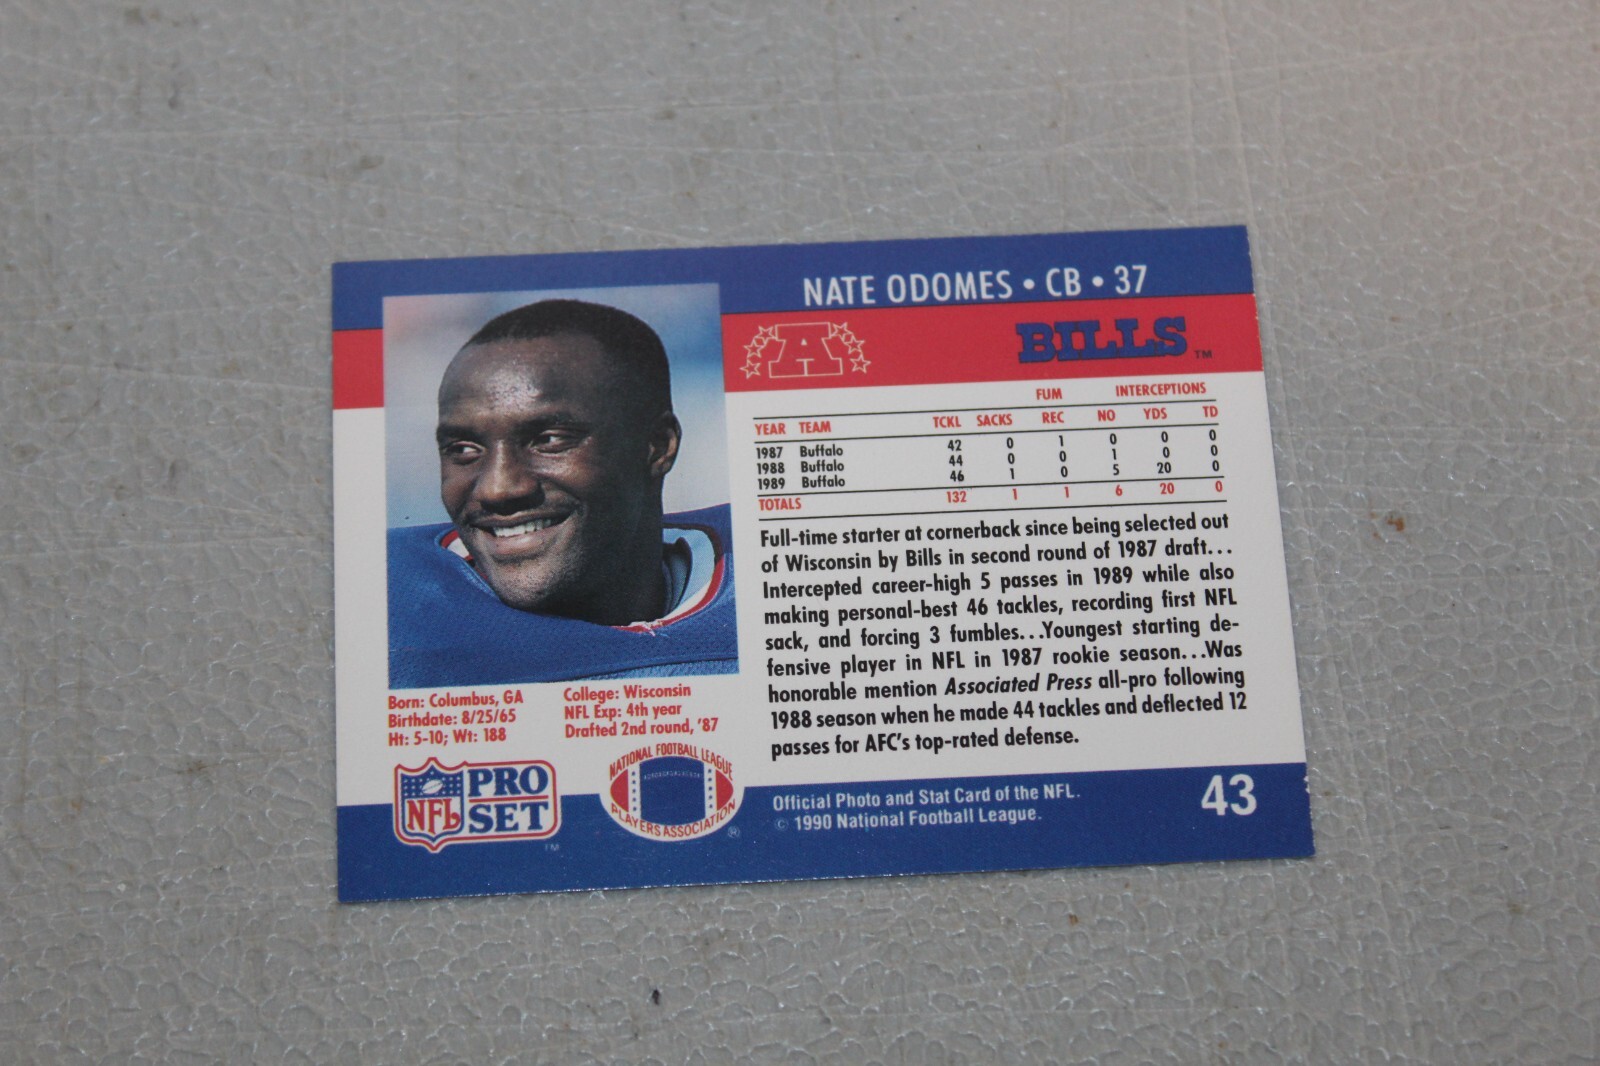 NATE ODOMES • CB • 37
A
BILLS TM
FUM INTERCEPTIONS
YEAR TEAM TCKL SACKS REC NO YDS TD
1987 Buffalo 42 0 1 0 0 0
1988 Buffalo 44 0 0 1 0 0
1989 Buffalo 46 1 0 5 20 0
TOTALS 132 1 1 6 20 0
Full-time starter at cornerback since being selected out
of Wisconsin by Bills in second round of 1987 draft...
Intercepted career-high 5 passes in 1989 while also
making personal-best 46 tackles, recording first NFL
sack, and forcing 3 fumbles...Youngest starting de-
fensive player in NFL in 1987 rookie season...Was
honorable mention Associated Press all-pro following
1988 season when he made 44 tackles and deflected 12
passes for AFC's top-rated defense.
Born: Columbus, GA
Birthdate: 8/25/65
Ht: 5-10; Wt: 188
College: Wisconsin
NFL Exp: 4th year
Drafted 2nd round, '87
NFL PRO SET TM
NATIONAL FOOTBALL LEAGUE
PLAYERS ASSOCIATION ®
Official Photo and Stat Card of the NFL.
© 1990 National Football League.
43